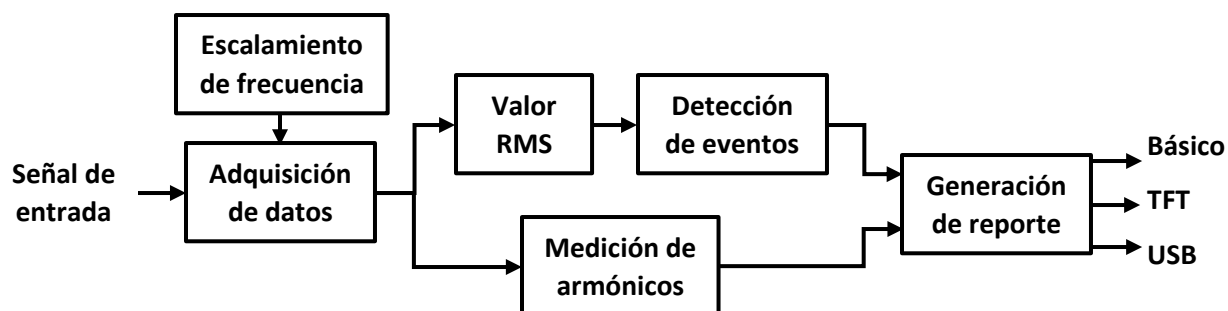 Escalamiento
de frecuencia
Señal de
entrada
Adquisición
de datos
Valor
RMS
Detección
de eventos
Medición de
armónicos
Generación
de reporte
Básico
TFT
USB